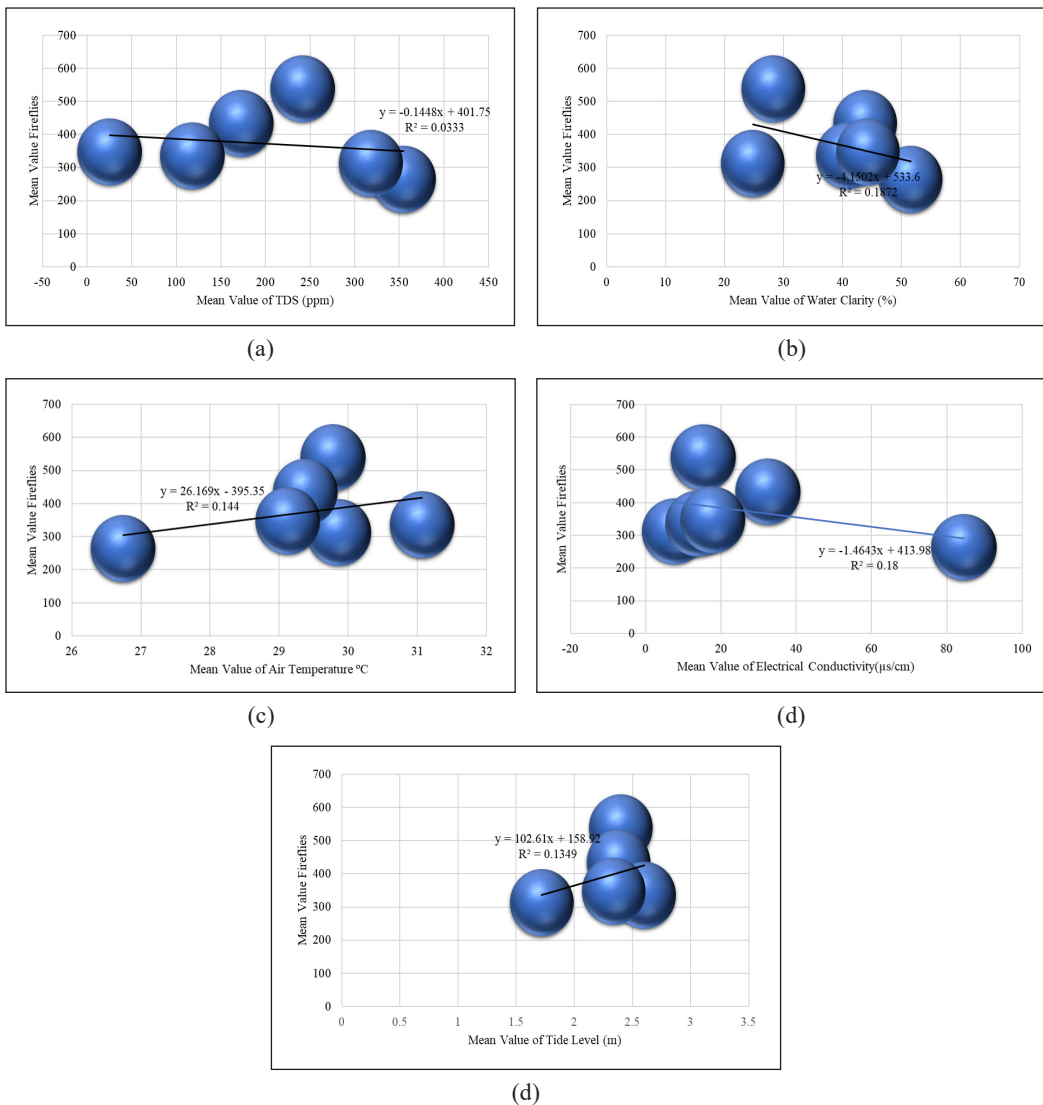 700
600
500
400
300
200
100
0
Mean Value Fireflies
y = -0.1448x + 401.75
R² = 0.0333
-50 0 50 100 150 200 250 300 350 400 450
Mean Value of TDS (ppm)
(a)
700
600
500
400
300
200
100
0
Mean Value Fireflies
y = -4.1502x + 533.6
R² = 0.1872
0 10 20 30 40 50 60 70
Mean Value of Water Clarity (%)
(b)
700
600
500
400
300
200
100
0
Mean Value Fireflies
y = 26.169x - 395.35
R² = 0.144
26 27 28 29 30 31 32
Mean Value of Air Temperature ºC
(c)
700
600
500
400
300
200
100
0
Mean Value Fireflies
y = -1.4643x + 413.98
R² = 0.18
-20 0 20 40 60 80 100
Mean Value of Electrical Conductivity(µs/cm)
(d)
700
600
500
400
300
200
100
0
Mean Value Fireflies
y = 102.61x + 158.92
R² = 0.1349
0 0.5 1 1.5 2 2.5 3 3.5
Mean Value of Tide Level (m)
(d)